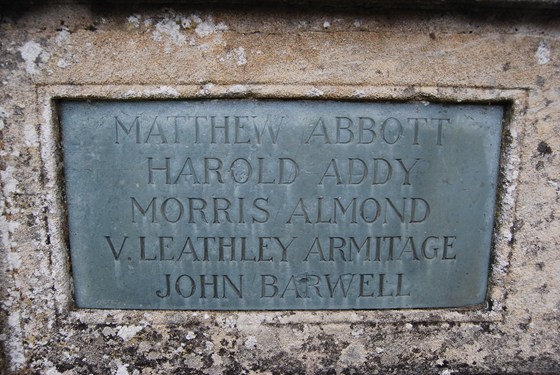 MATTHEW ABBOTT
HAROLD ADDY
MORRIS ALMOND
V. LEATHLEY ARMITAGE
JOHN BARWELL